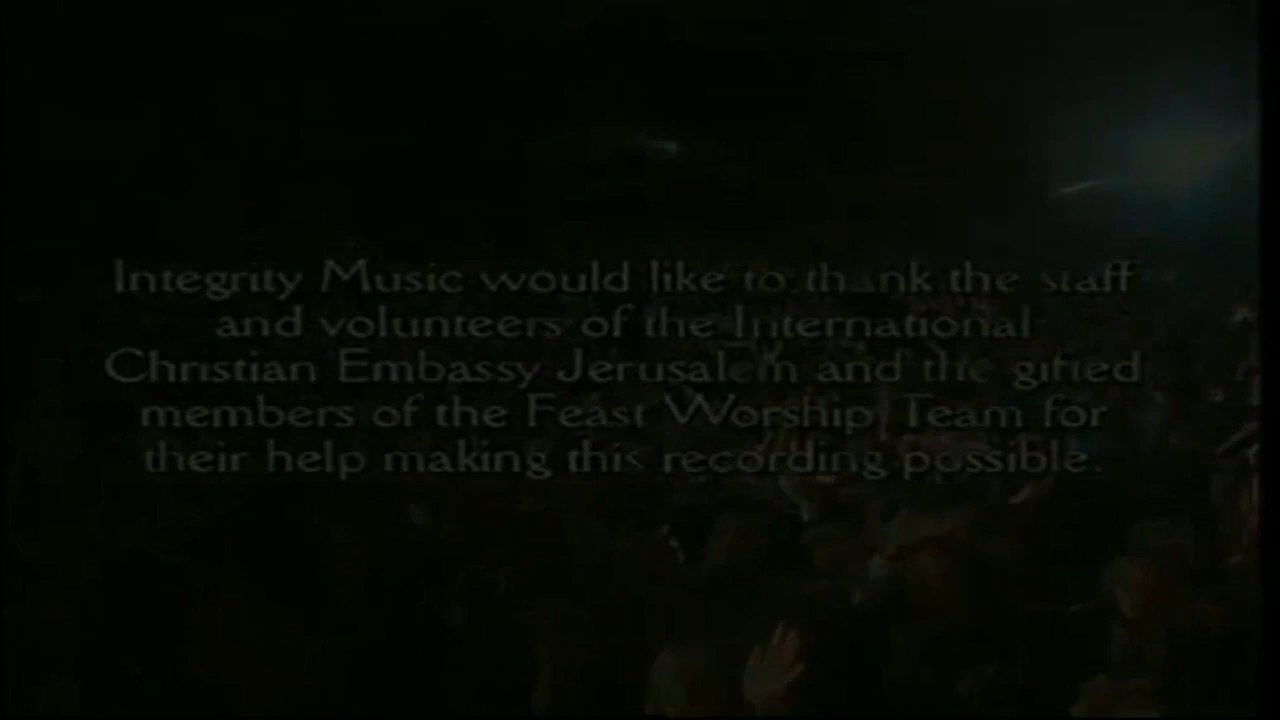 Integrity Music would like to thank the staff
and volunteers of the International
Christian Embassy Jerusalem and the gifted
members of the Feast Worship Team for
their help making this recording possible.